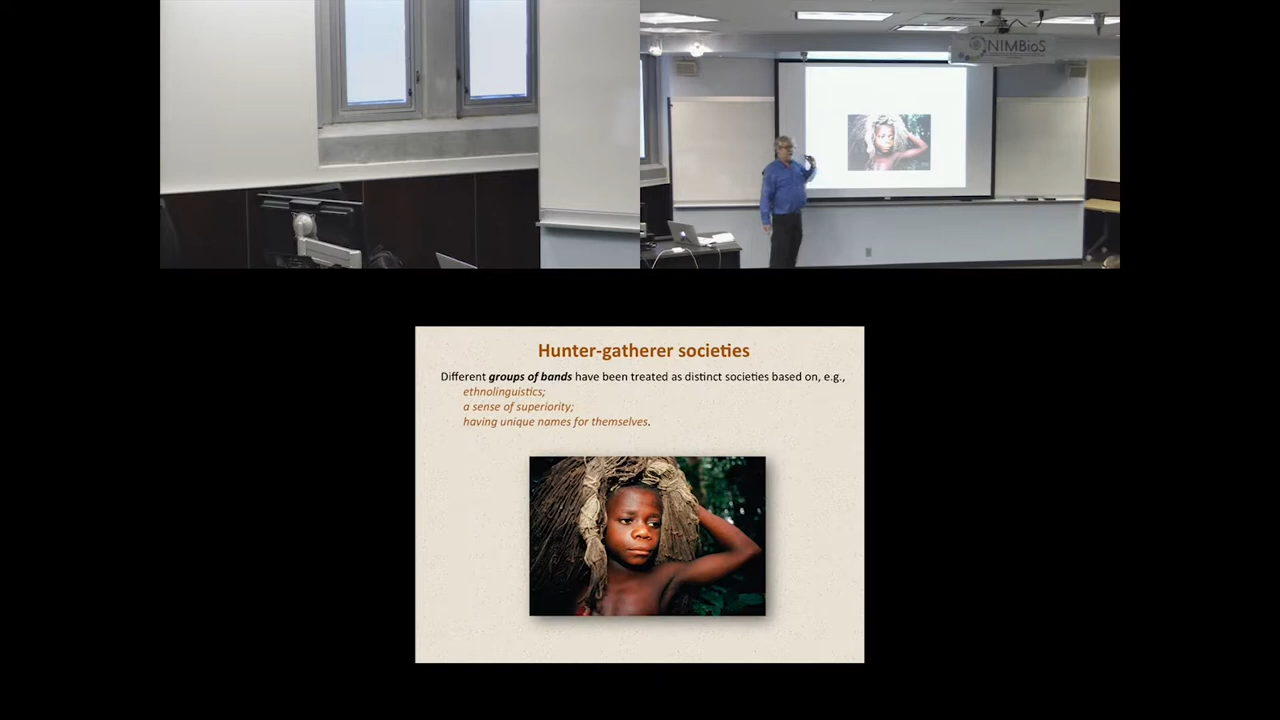 NIMBioS
Hunter-gatherer societies
Different groups of bands have been treated as distinct societies based on, e.g.,
ethnolinguistics;
a sense of superiority;
having unique names for themselves.